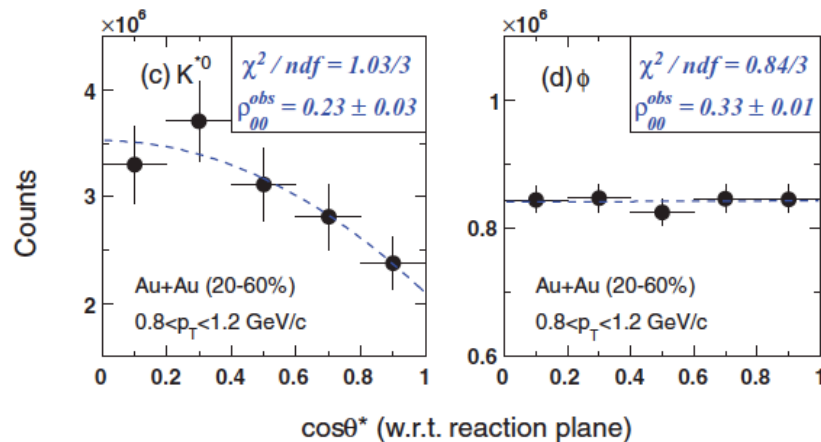 ×10⁶
(c) K*⁰
χ² / ndf = 1.03/3
ρ₀₀ᵒᵇˢ = 0.23 ± 0.03
4
3
2
Counts
Au+Au (20-60%)
0.8<p_T<1.2 GeV/c
0 0.2 0.4 0.6 0.8 1
×10⁶
(d) ϕ
χ² / ndf = 0.84/3
ρ₀₀ᵒᵇˢ = 0.33 ± 0.01
1
0.8
0.6
Au+Au (20-60%)
0.8<p_T<1.2 GeV/c
0 0.2 0.4 0.6 0.8 1
cosθ* (w.r.t. reaction plane)